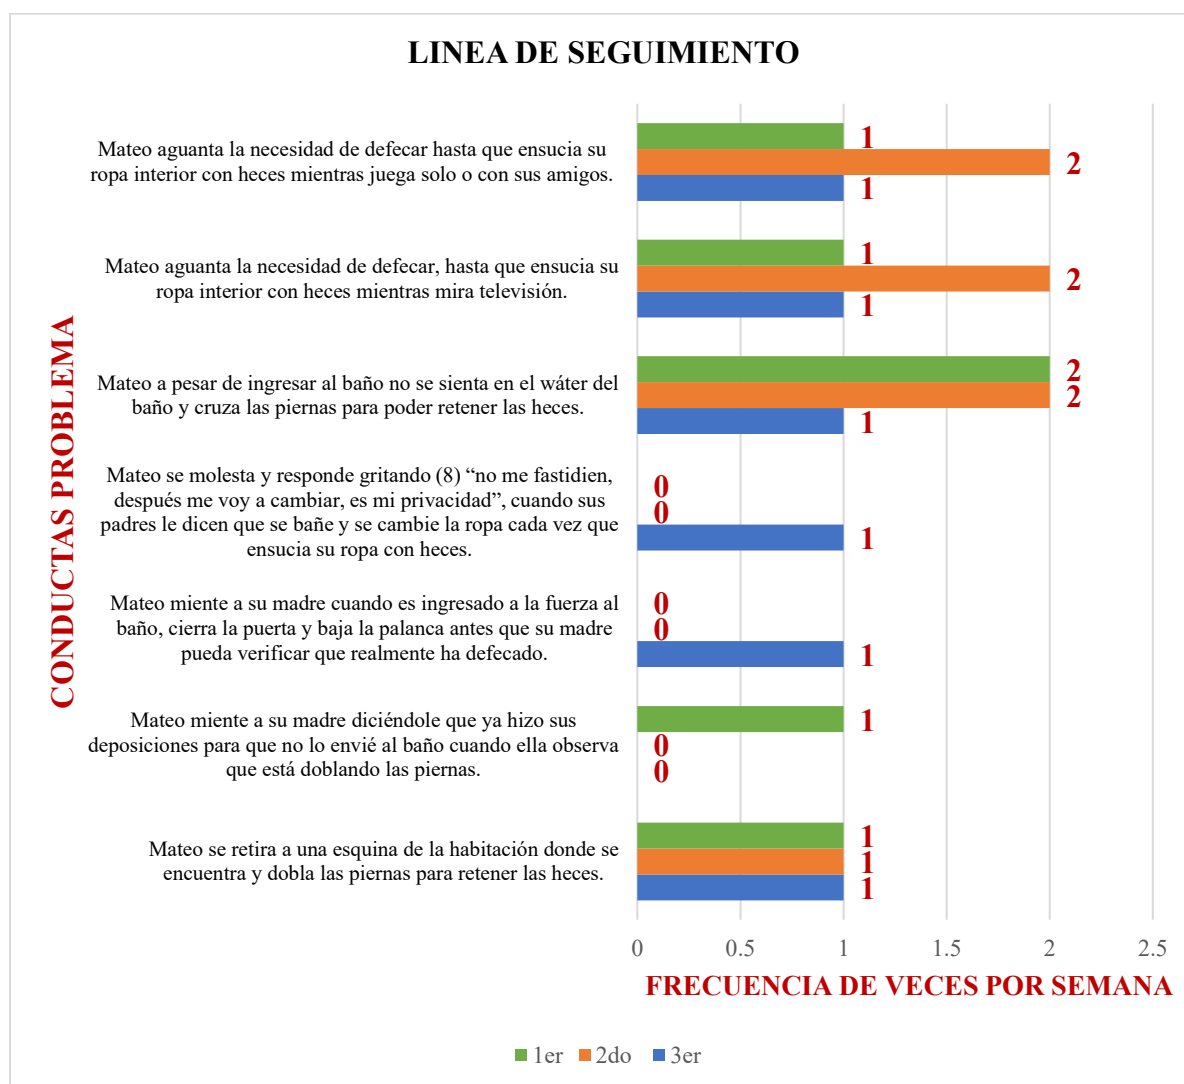 LINEA DE SEGUIMIENTO
CONDUCTAS PROBLEMA
Mateo aguanta la necesidad de defecar hasta que ensucia su
ropa interior con heces mientras juega solo o con sus amigos.
1
2
1
Mateo aguanta la necesidad de defecar, hasta que ensucia su
ropa interior con heces mientras mira televisión.
1
2
1
Mateo a pesar de ingresar al baño no se sienta en el wáter del
baño y cruza las piernas para poder retener las heces.
2
2
1
Mateo se molesta y responde gritando (8) “no me fastidien,
después me voy a cambiar, es mi privacidad”, cuando sus
padres le dicen que se bañe y se cambie la ropa cada vez que
ensucia su ropa con heces.
0
0
1
Mateo miente a su madre cuando es ingresado a la fuerza al
baño, cierra la puerta y baja la palanca antes que su madre
pueda verificar que realmente ha defecado.
0
0
1
Mateo miente a su madre diciéndole que ya hizo sus
deposiciones para que no lo envié al baño cuando ella observa
que está doblando las piernas.
1
0
0
Mateo se retira a una esquina de la habitación donde se
encuentra y dobla las piernas para retener las heces.
1
1
1
0 0.5 1 1.5 2 2.5
FRECUENCIA DE VECES POR SEMANA
1er 2do 3er